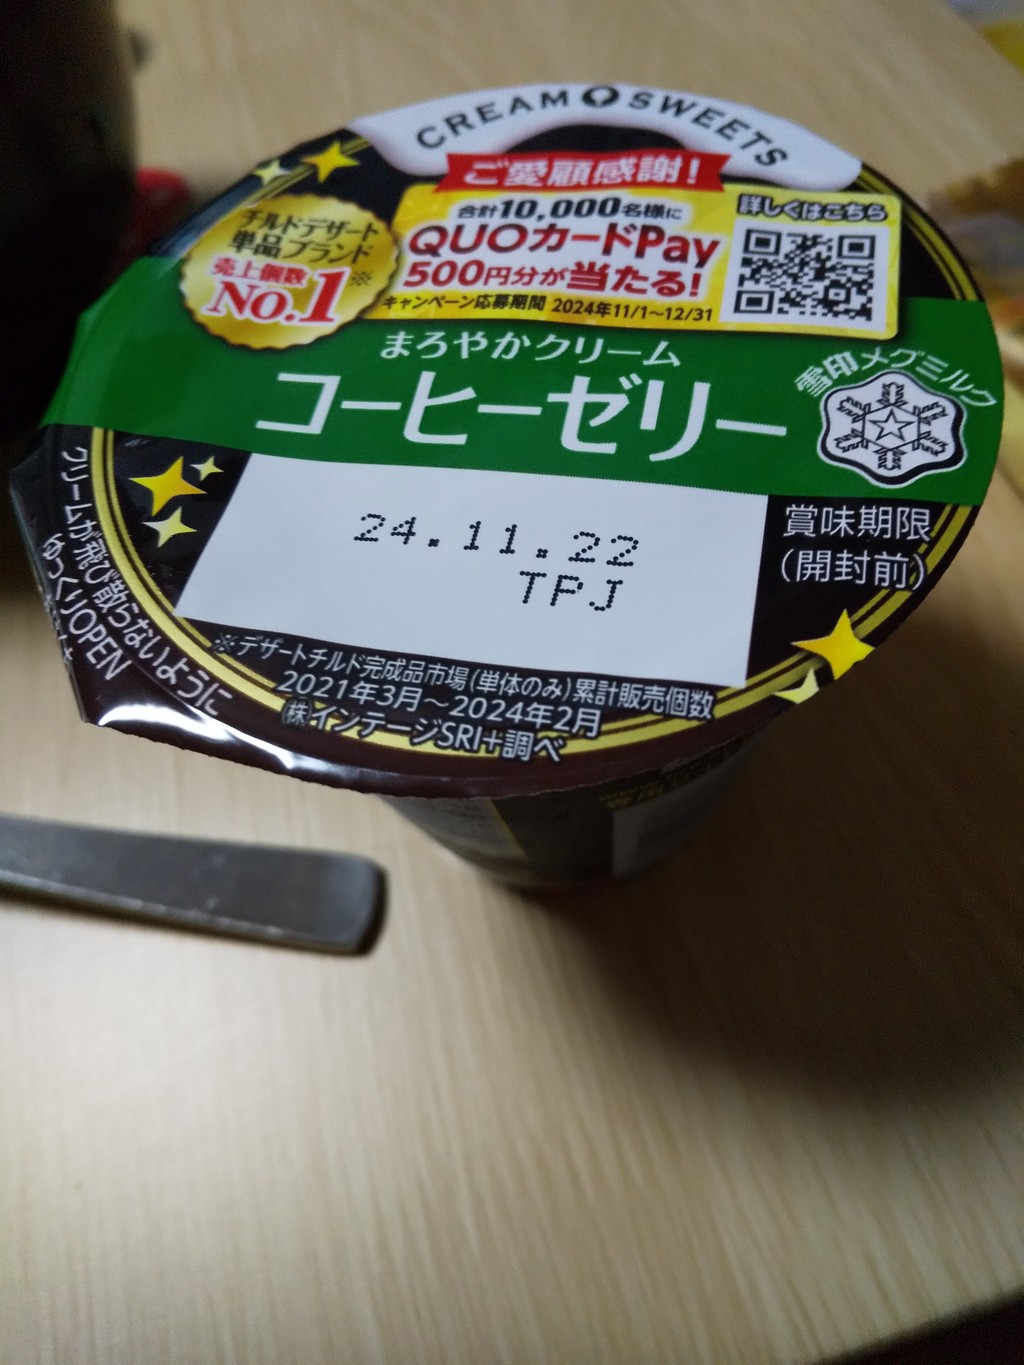 CREAM SWEETS
ご愛顧感謝!
チルドデザート
単品ブランド
売上個数
No.1※
合計10,000名様に
QUOカードPay
500円分が当たる!
キャンペーン応募期間 2024年11/1～12/31
詳しくはこちら
まろやかクリーム
コーヒーゼリー
雪印メグミルク
24.11.22
TPJ
賞味期限
(開封前)
クリームが飛び散らないように
ゆっくりOPEN
※デザートチルド完成品市場(単体のみ)累計販売個数
2021年3月～2024年2月
㈱インテージSRI+調べ